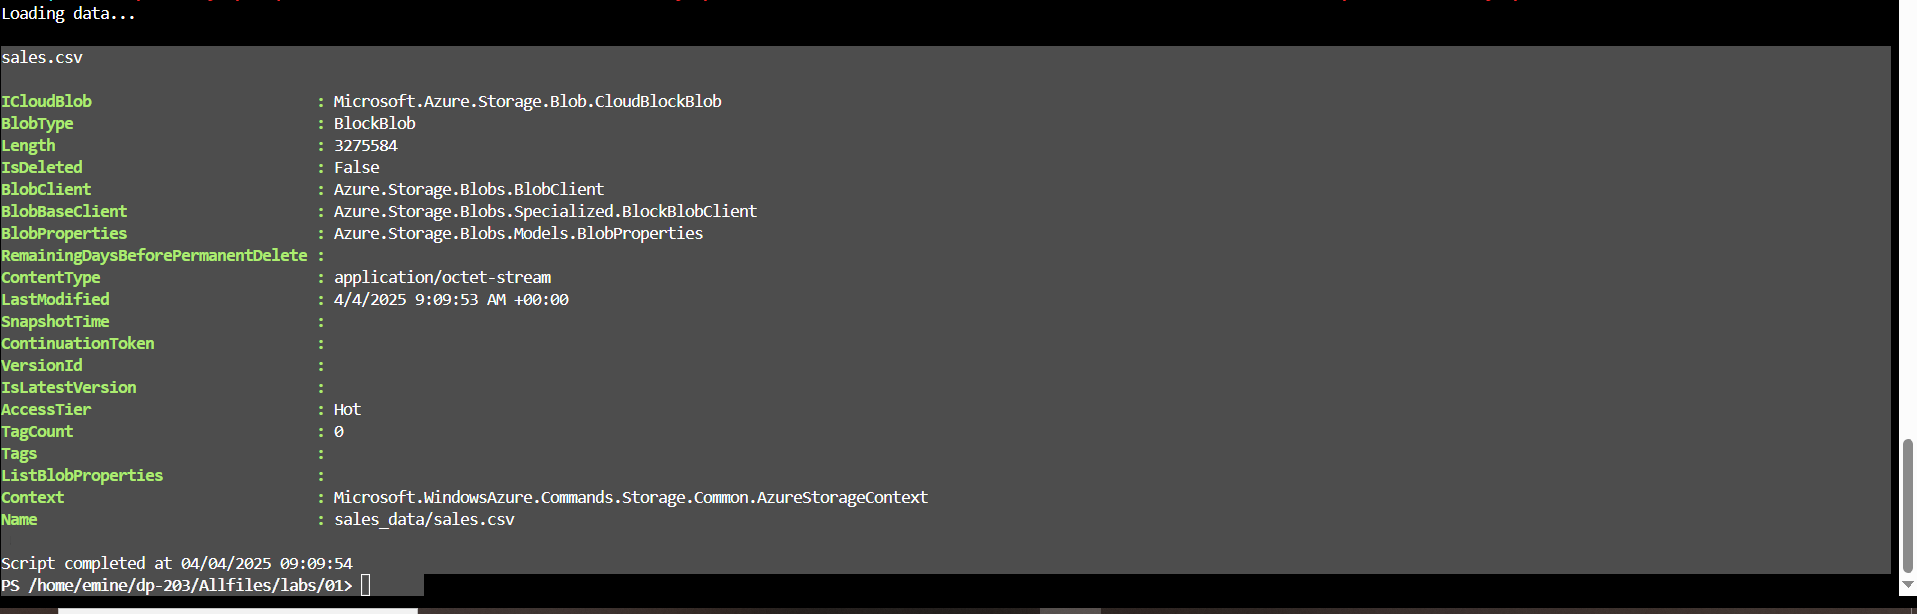 Loading data...
sales.csv
ICloudBlob : Microsoft.Azure.Storage.Blob.CloudBlockBlob
BlobType : BlockBlob
Length : 3275584
IsDeleted : False
BlobClient : Azure.Storage.Blobs.BlobClient
BlobBaseClient : Azure.Storage.Blobs.Specialized.BlockBlobClient
BlobProperties : Azure.Storage.Blobs.Models.BlobProperties
RemainingDaysBeforePermanentDelete :
ContentType : application/octet-stream
LastModified : 4/4/2025 9:09:53 AM +00:00
SnapshotTime :
ContinuationToken :
VersionId :
IsLatestVersion :
AccessTier : Hot
TagCount : 0
Tags :
ListBlobProperties :
Context : Microsoft.WindowsAzure.Commands.Storage.Common.AzureStorageContext
Name : sales_data/sales.csv
Script completed at 04/04/2025 09:09:54
PS /home/emine/dp-203/Allfiles/labs/01>